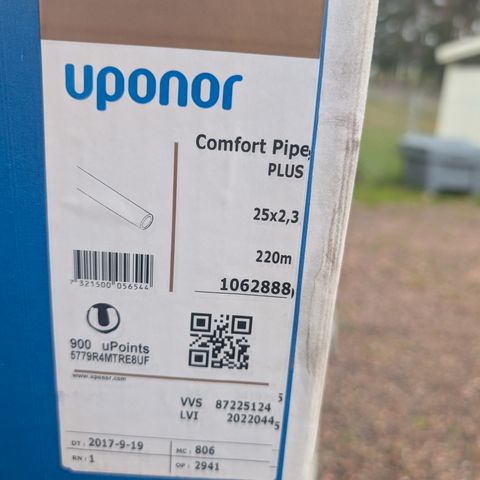 uponor
Comfort Pipe
PLUS
25x2,3
220m
1062888
7 321500 056544
900 uPoints
5779R4MTRE8UF
www.uponor.com
VVS 87225124
LVI 2022044
DT: 2017-9-19
MC: 806
RN: 1
OP: 2941